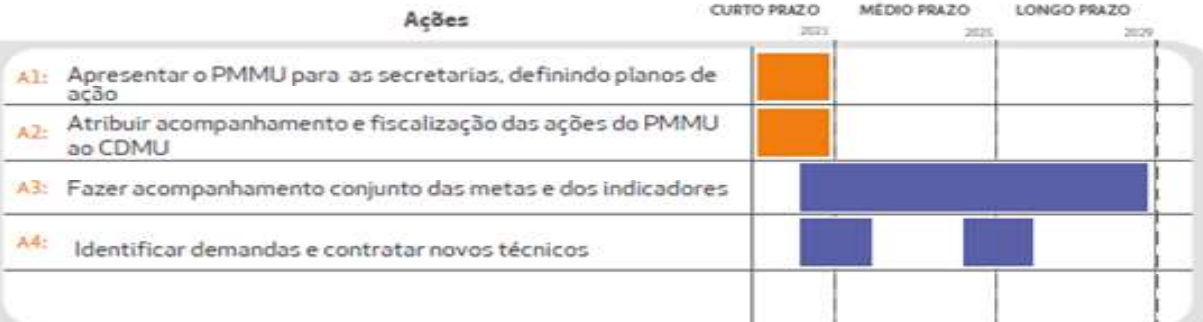 Ações
CURTO PRAZO
MÉDIO PRAZO
LONGO PRAZO
2023
2025
2029
A1: Apresentar o PMMU para as secretarias, definindo planos de
ação
A2: Atribuir acompanhamento e fiscalização das ações do PMMU
ao CDMU
A3: Fazer acompanhamento conjunto das metas e dos indicadores
A4: Identificar demandas e contratar novos técnicos